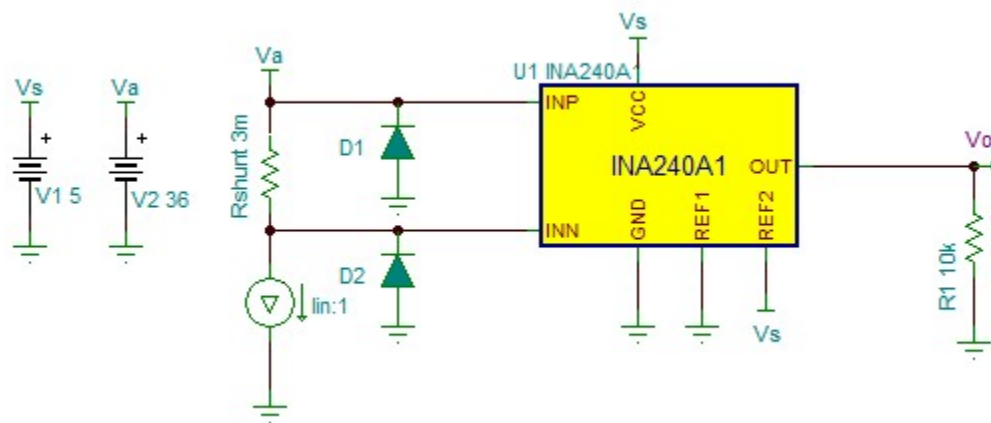 Vs
Va
V1 5
V2 36
Va
Rshunt 3m
Iin:1
D1
D2
Vs
U1 INA240A1
INP
VCC
INA240A1
OUT
INN
GND
REF1
REF2
Vs
Vo
R1 10k